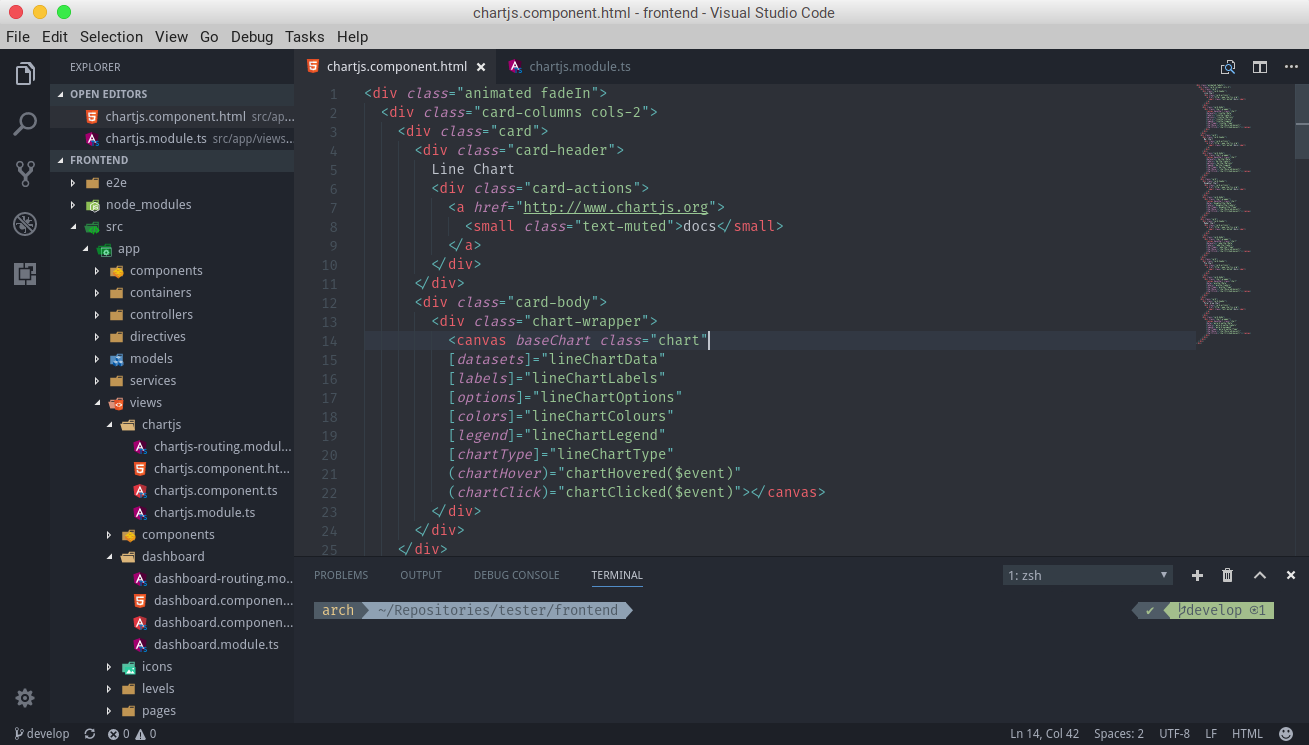 chartjs.component.html - frontend - Visual Studio Code
File Edit Selection View Go Debug Tasks Help
EXPLORER
OPEN EDITORS
chartjs.component.html src/ap...
chartjs.module.ts src/app/views...
FRONTEND
e2e
node_modules
src
app
components
containers
controllers
directives
models
services
views
chartjs
chartjs-routing.modul...
chartjs.component.ht...
chartjs.component.ts
chartjs.module.ts
components
dashboard
dashboard-routing.mo...
dashboard.componen...
dashboard.componen...
dashboard.module.ts
icons
levels
pages
chartjs.component.html chartjs.module.ts
1 <div class="animated fadeIn">
2 <div class="card-columns cols-2">
3 <div class="card">
4 <div class="card-header">
5 Line Chart
6 <div class="card-actions">
7 <a href="http://www.chartjs.org">
8 <small class="text-muted">docs</small>
9 </a>
10 </div>
11 </div>
12 <div class="card-body">
13 <div class="chart-wrapper">
14 <canvas baseChart class="chart"
15 [datasets]="lineChartData"
16 [labels]="lineChartLabels"
17 [options]="lineChartOptions"
18 [colors]="lineChartColours"
19 [legend]="lineChartLegend"
20 [chartType]="lineChartType"
21 (chartHover)="chartHovered($event)"
22 (chartClick)="chartClicked($event)"></canvas>
23 </div>
24 </div>
25 </div>
PROBLEMS OUTPUT DEBUG CONSOLE TERMINAL 1: zsh
arch ~/Repositories/tester/frontend ✔ develop ⊙1
develop 0 0 Ln 14, Col 42 Spaces: 2 UTF-8 LF HTML